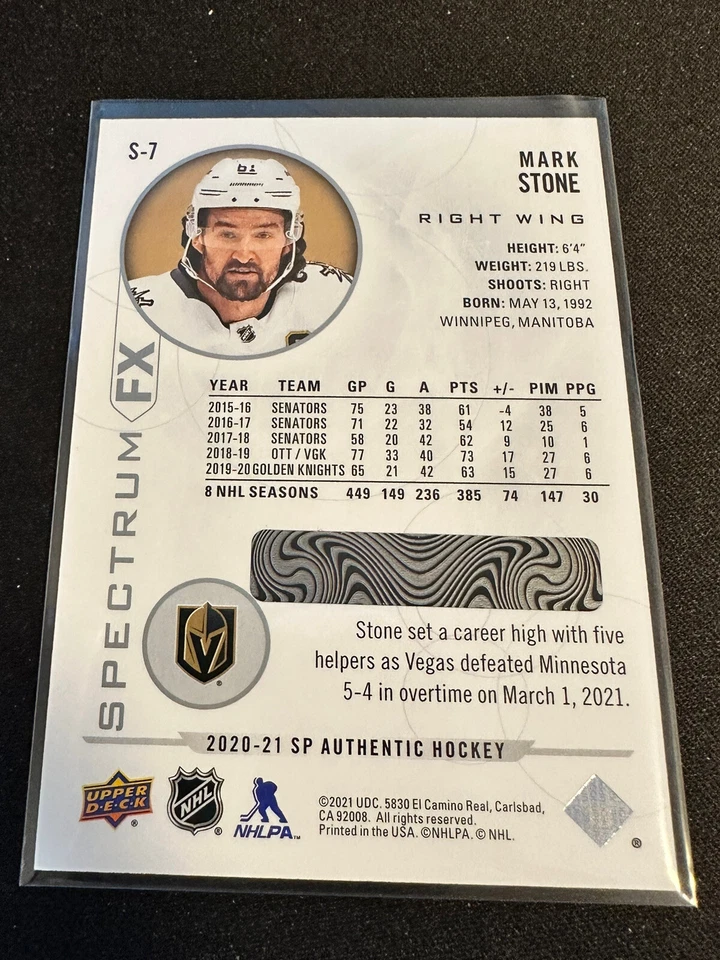 S-7
MARK
STONE
RIGHT WING
HEIGHT: 6'4"
WEIGHT: 219 LBS.
SHOOTS: RIGHT
BORN: MAY 13, 1992
WINNIPEG, MANITOBA
61
WARRIOR
SPECTRUM FX
YEAR TEAM GP G A PTS +/- PIM PPG
2015-16 SENATORS 75 23 38 61 -4 38 5
2016-17 SENATORS 71 22 32 54 12 25 6
2017-18 SENATORS 58 20 42 62 9 10 1
2018-19 OTT / VGK 77 33 40 73 17 27 6
2019-20 GOLDEN KNIGHTS 65 21 42 63 15 27 6
8 NHL SEASONS 449 149 236 385 74 147 30
Stone set a career high with five
helpers as Vegas defeated Minnesota
5-4 in overtime on March 1, 2021.
®
2020-21 SP AUTHENTIC HOCKEY
UPPER
D·E·C·K
®
NHL
®
NHLPA™
©2021 UDC. 5830 El Camino Real, Carlsbad,
CA 92008. All rights reserved.
Printed in the USA. ©NHLPA. © NHL.
®